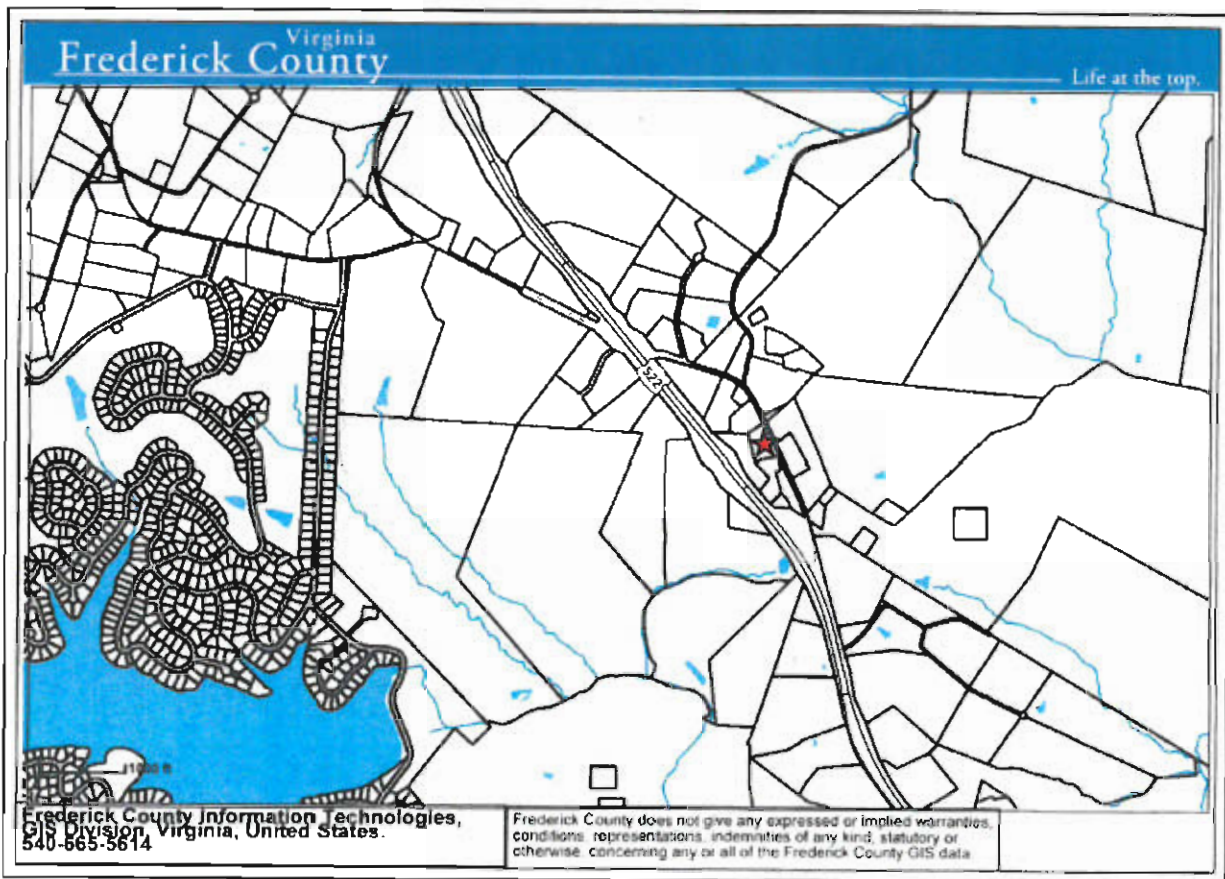 Virginia
Frederick County
Life at the top.
522
Frederick County Information Technologies,
GIS Division, Virginia, United States.
540-665-5614
Frederick County does not give any expressed or implied warranties,
conditions, representations, indemnities of any kind, statutory or
otherwise, concerning any or all of the Frederick County GIS data